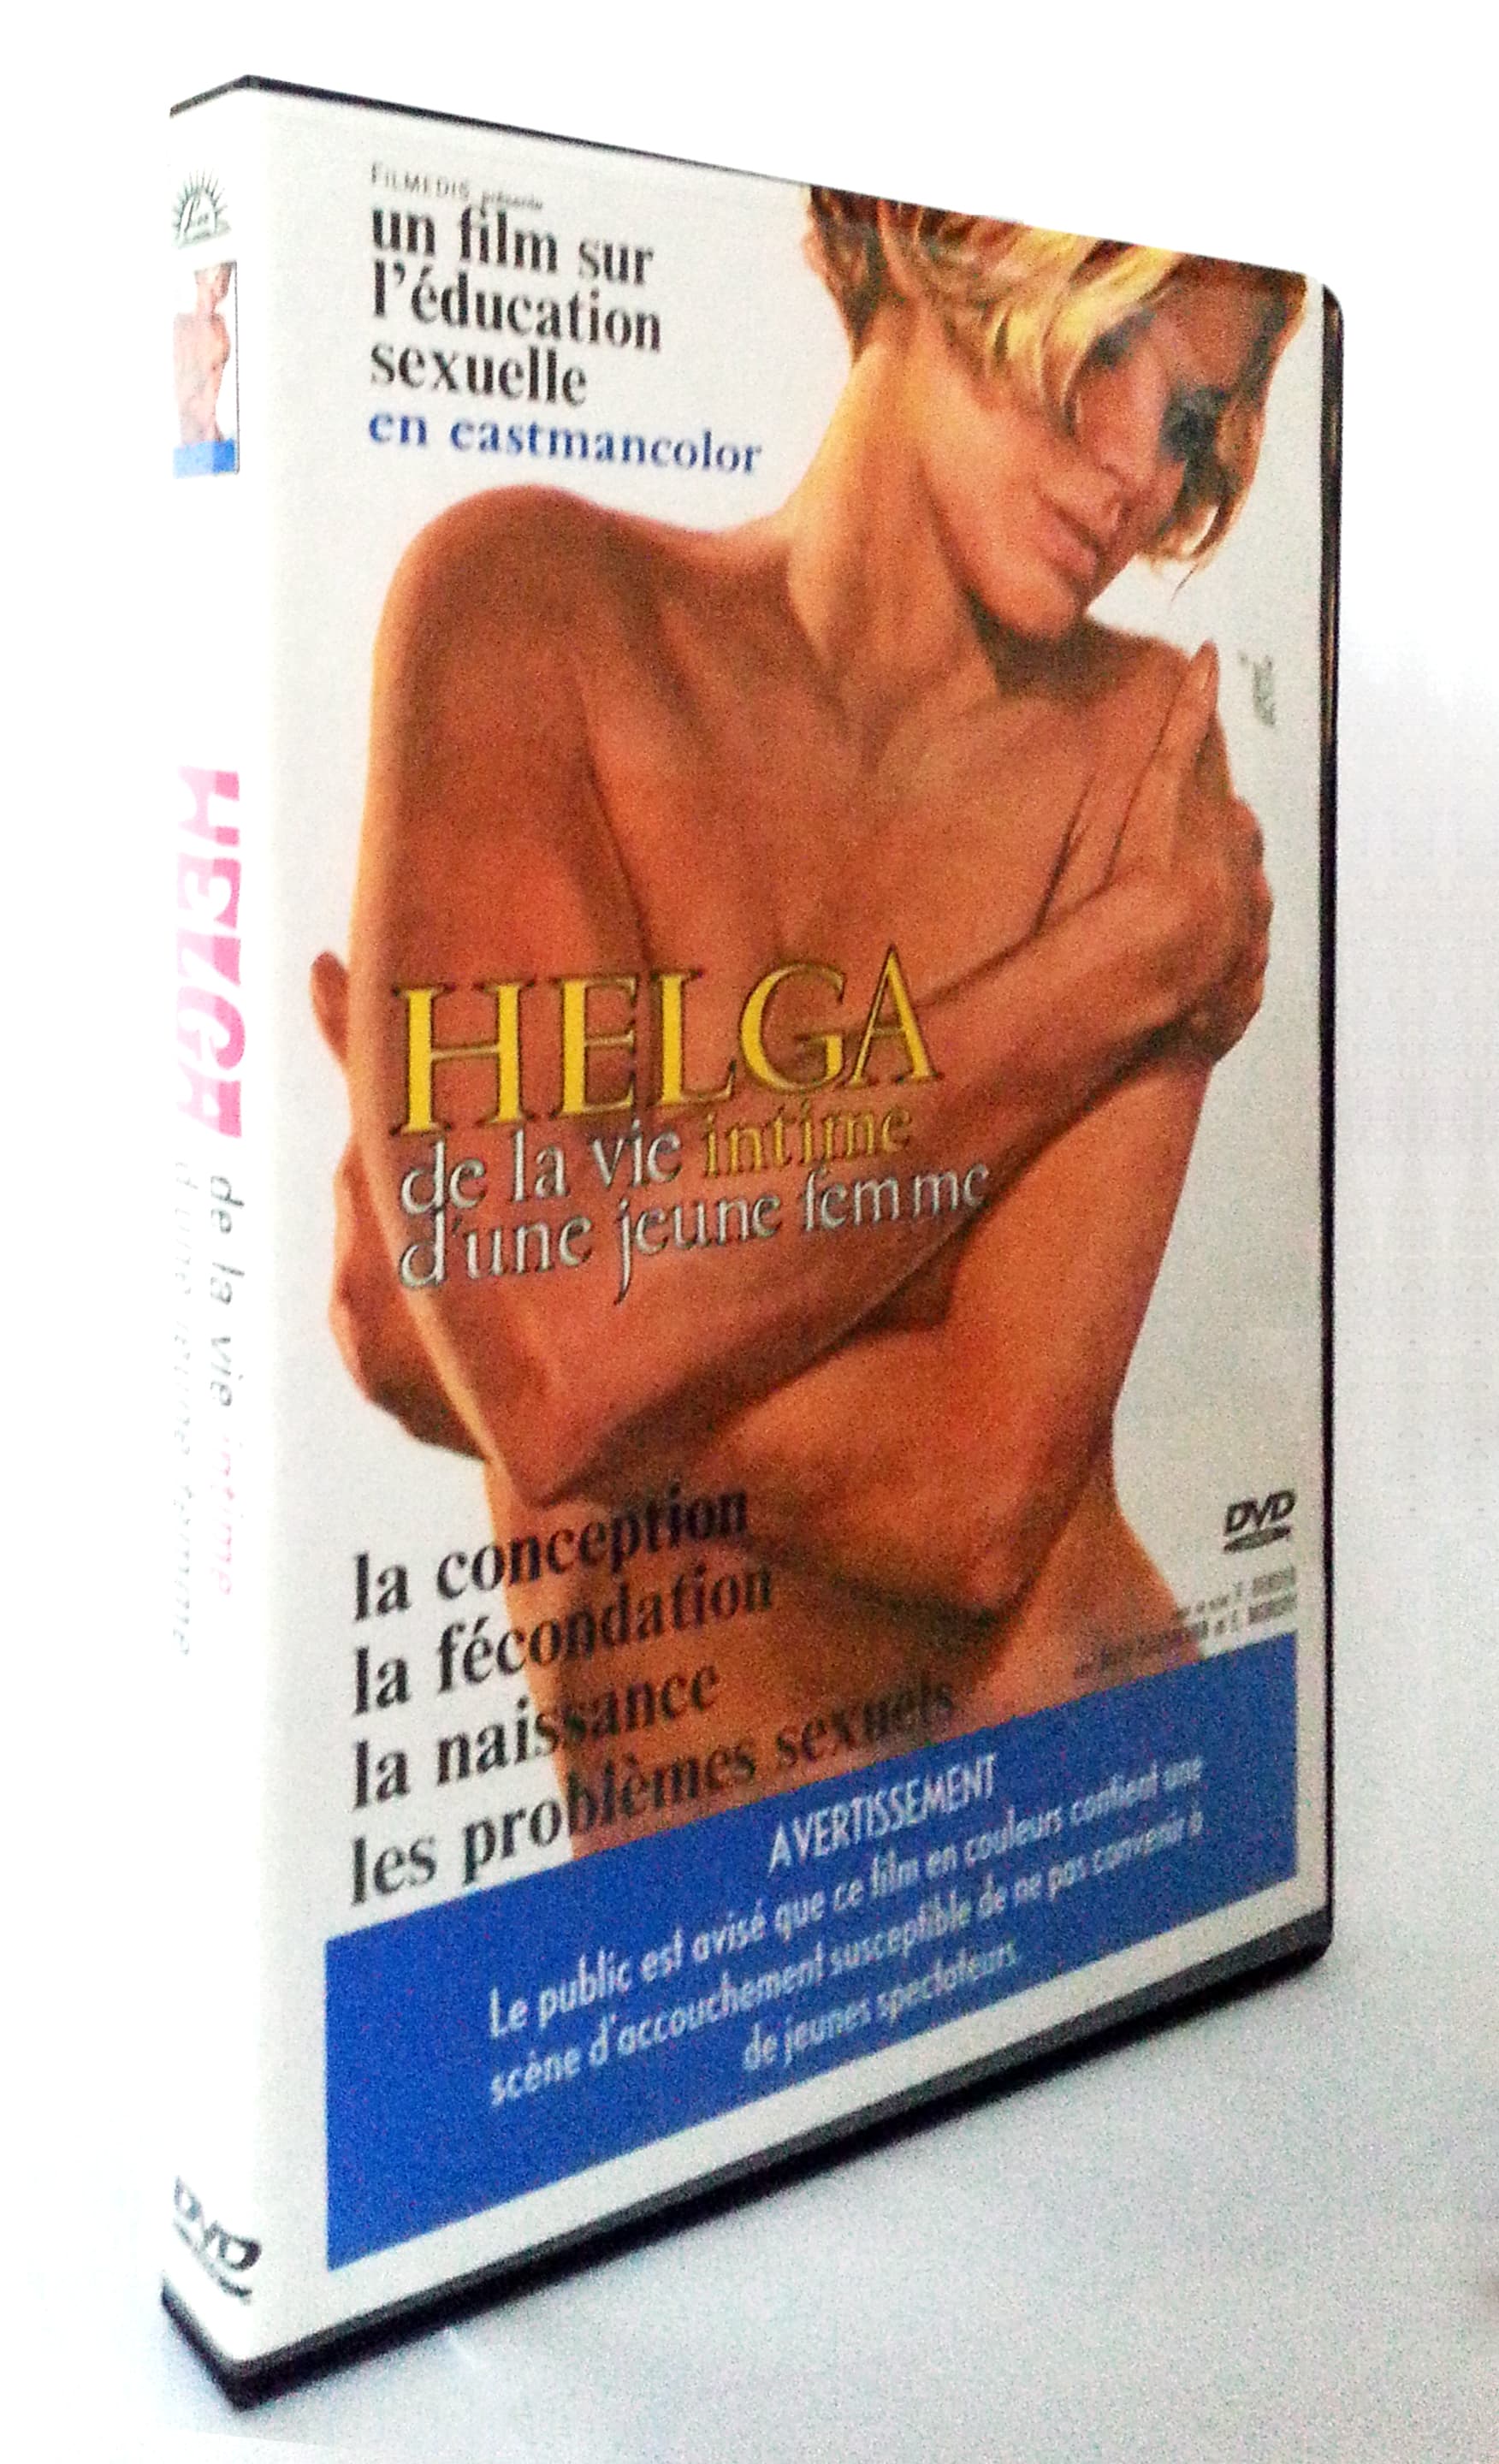 FILMEDIS présente
un film sur
l'éducation
sexuelle
en eastmancolor
HELGA
de la vie intime
d'une jeune femme
la conception
la fécondation
la naissance
les problèmes sexuels
DVD
AVERTISSEMENT
Le public est avisé que ce film en couleurs contient une
scène d'accouchement susceptible de ne pas convenir à
de jeunes spectateurs
HELGA
de la vie intime
d'une jeune femme
DVD